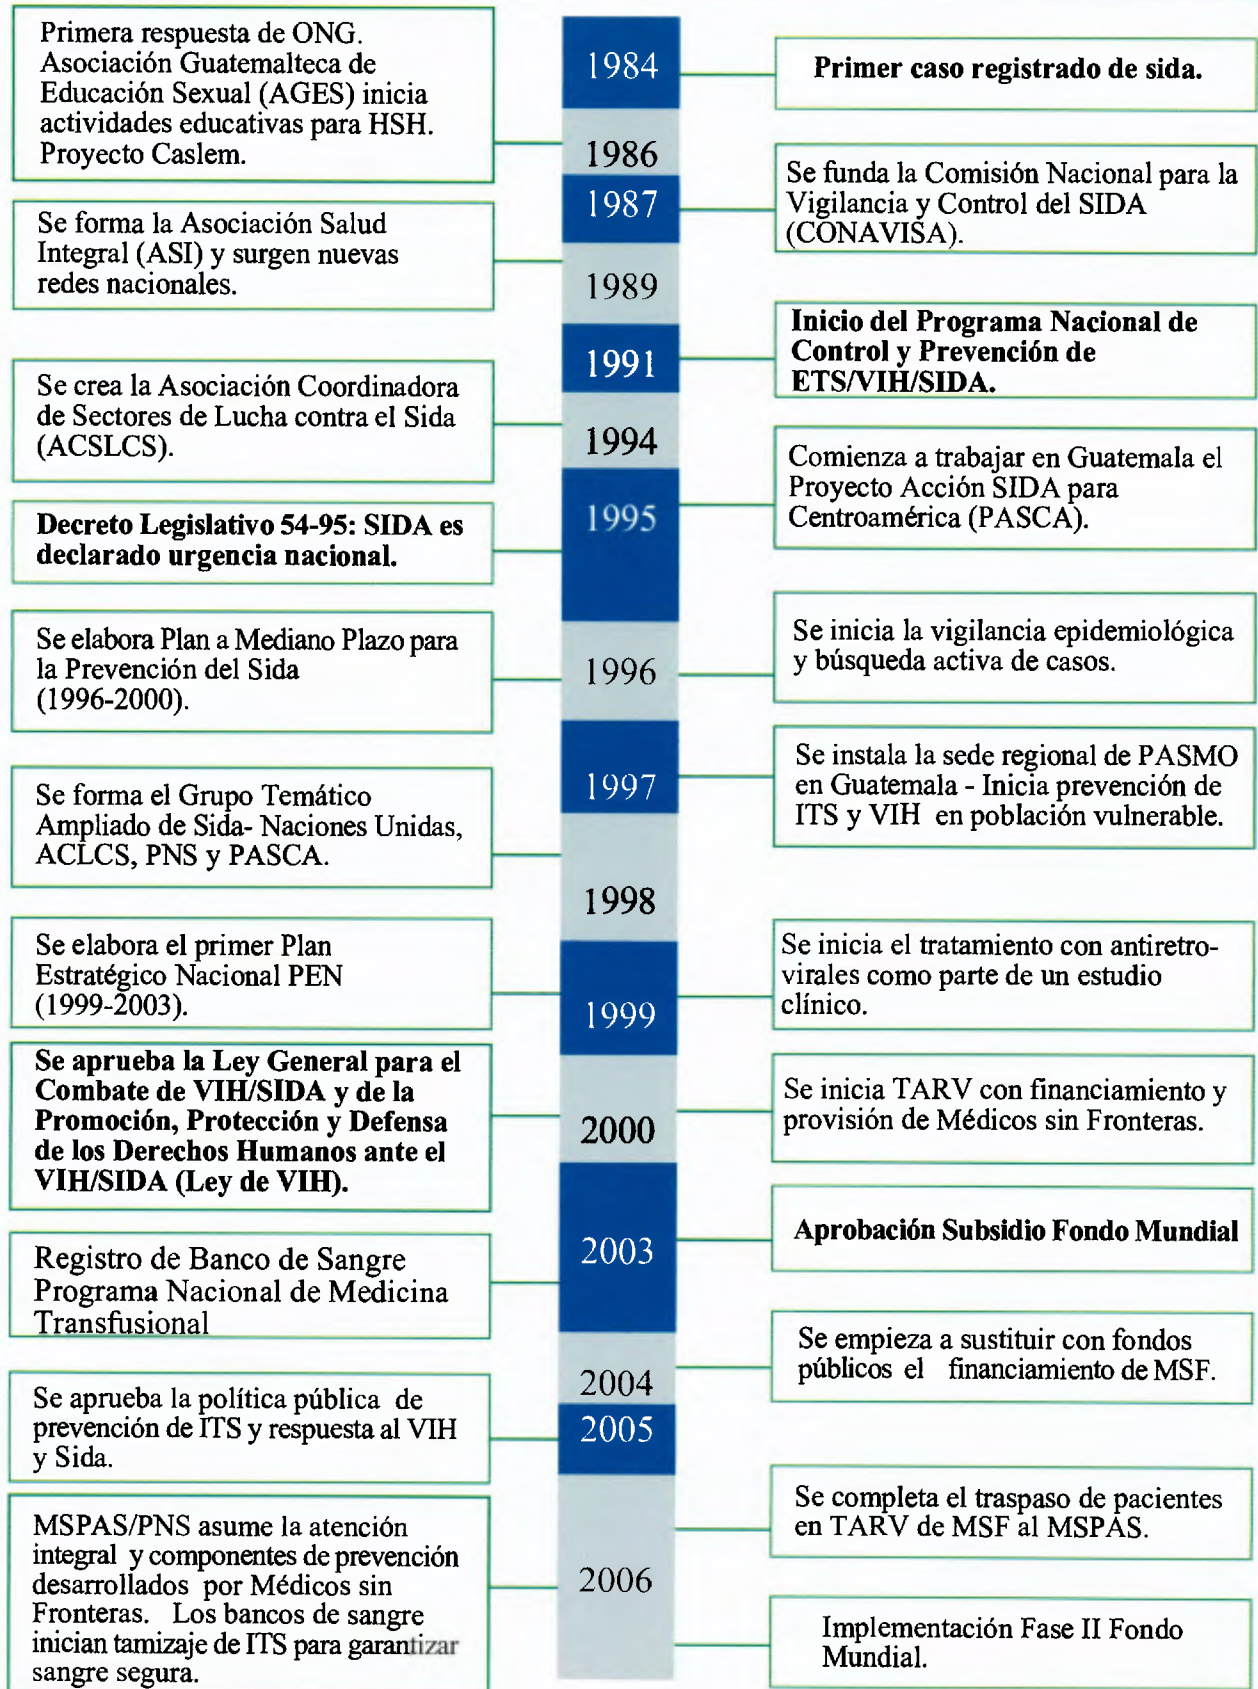 Primera respuesta de ONG.
Asociación Guatemalteca de
Educación Sexual (AGES) inicia
actividades educativas para HSH.
Proyecto Caslem.
1984
Primer caso registrado de sida.
1986
1987
Se funda la Comisión Nacional para la
Vigilancia y Control del SIDA
(CONAVISA).
Se forma la Asociación Salud
Integral (ASI) y surgen nuevas
redes nacionales.
1989
1991
Inicio del Programa Nacional de
Control y Prevención de
ETS/VIH/SIDA.
Se crea la Asociación Coordinadora
de Sectores de Lucha contra el Sida
(ACSLCS).
1994
1995
Comienza a trabajar en Guatemala el
Proyecto Acción SIDA para
Centroamérica (PASCA).
Decreto Legislativo 54-95: SIDA es
declarado urgencia nacional.
Se elabora Plan a Mediano Plazo para
la Prevención del Sida
(1996-2000).
1996
Se inicia la vigilancia epidemiológica
y búsqueda activa de casos.
1997
Se instala la sede regional de PASMO
en Guatemala - Inicia prevención de
ITS y VIH en población vulnerable.
Se forma el Grupo Temático
Ampliado de Sida- Naciones Unidas,
ACLCS, PNS y PASCA.
1998
Se elabora el primer Plan
Estratégico Nacional PEN
(1999-2003).
1999
Se inicia el tratamiento con antiretro-
virales como parte de un estudio
clínico.
Se aprueba la Ley General para el
Combate de VIH/SIDA y de la
Promoción, Protección y Defensa
de los Derechos Humanos ante el
VIH/SIDA (Ley de VIH).
2000
Se inicia TARV con financiamiento y
provisión de Médicos sin Fronteras.
2003
Aprobación Subsidio Fondo Mundial
Registro de Banco de Sangre
Programa Nacional de Medicina
Transfusional
2004
Se empieza a sustituir con fondos
públicos el financiamiento de MSF.
Se aprueba la política pública de
prevención de ITS y respuesta al VIH
y Sida.
2005
MSPAS/PNS asume la atención
integral y componentes de prevención
desarrollados por Médicos sin
Fronteras. Los bancos de sangre
inician tamizaje de ITS para garantizar
sangre segura.
2006
Se completa el traspaso de pacientes
en TARV de MSF al MSPAS.
Implementación Fase II Fondo
Mundial.